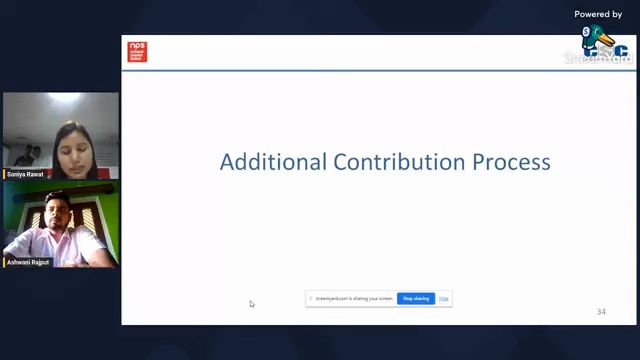 Powered by
StreamYard
nps
Additional Contribution Process
Soniya Rawat
Ashwani Rajput
streamyard.com is sharing your screen.
Stop sharing
Hide
34